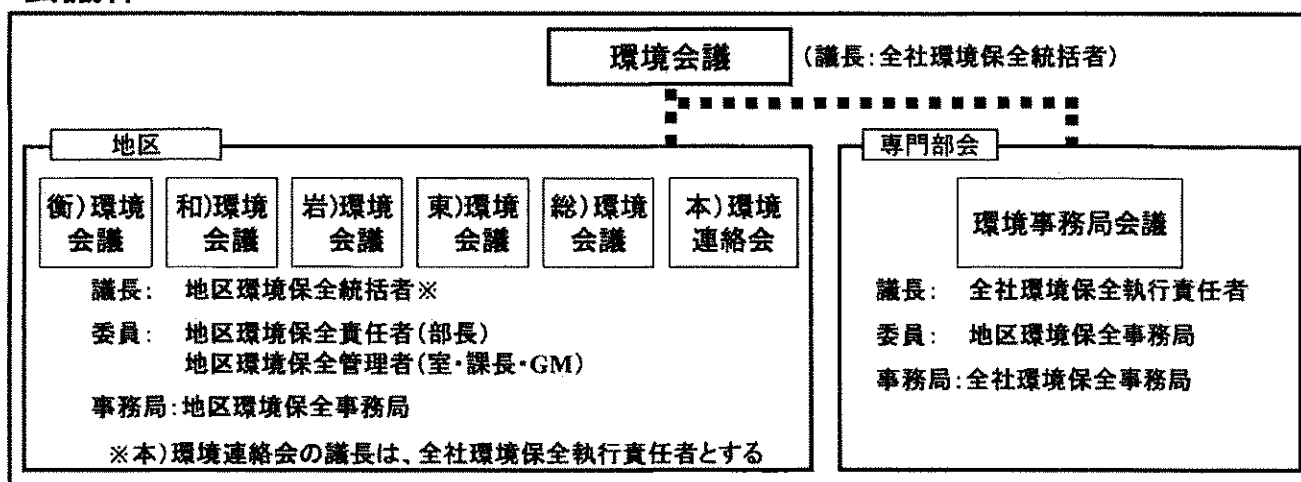 環境会議
(議長:全社環境保全統括者)
地区
衡)環境
会議
和)環境
会議
岩)環境
会議
東)環境
会議
総)環境
会議
本)環境
連絡会
議長: 地区環境保全統括者※
委員: 地区環境保全責任者(部長)
地区環境保全管理者(室・課長・GM)
事務局:地区環境保全事務局
※本)環境連絡会の議長は、全社環境保全執行責任者とする
専門部会
環境事務局会議
議長: 全社環境保全執行責任者
委員: 地区環境保全事務局
事務局:全社環境保全事務局